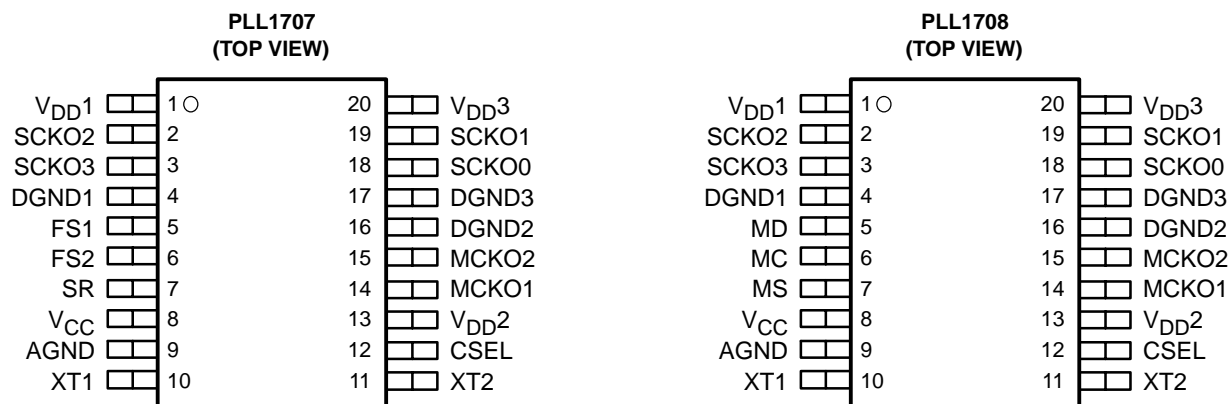 PLL1707
(TOP VIEW)
VDD1 1 20 VDD3
SCKO2 2 19 SCKO1
SCKO3 3 18 SCKO0
DGND1 4 17 DGND3
FS1 5 16 DGND2
FS2 6 15 MCKO2
SR 7 14 MCKO1
VCC 8 13 VDD2
AGND 9 12 CSEL
XT1 10 11 XT2
PLL1708
(TOP VIEW)
VDD1 1 20 VDD3
SCKO2 2 19 SCKO1
SCKO3 3 18 SCKO0
DGND1 4 17 DGND3
MD 5 16 DGND2
MC 6 15 MCKO2
MS 7 14 MCKO1
VCC 8 13 VDD2
AGND 9 12 CSEL
XT1 10 11 XT2